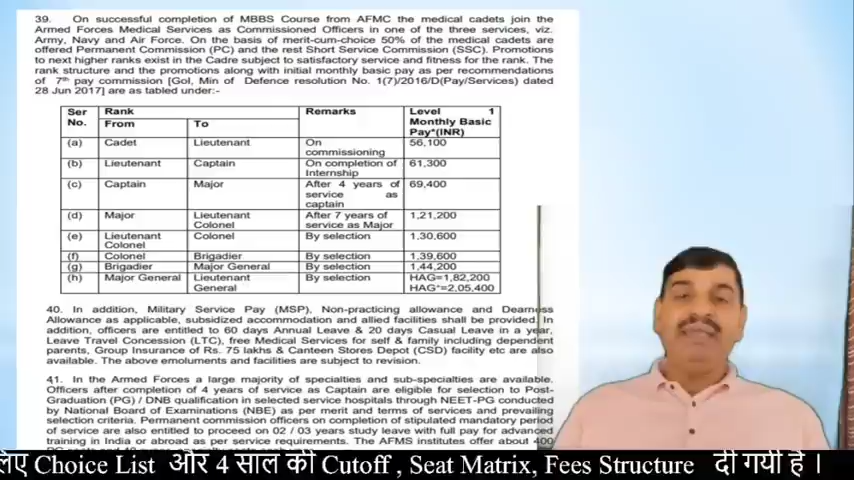 39. On successful completion of MBBS Course from AFMC the medical cadets join the
Armed Forces Medical Services as Commissioned Officers in one of the three services, viz.
Army, Navy and Air Force. On the basis of merit-cum-choice 50% of the medical cadets are
offered Permanent Commission (PC) and the rest Short Service Commission (SSC). Promotions
to next higher ranks exist in the Cadre subject to satisfactory service and fitness for the rank. The
rank structure and the promotions along with initial monthly basic pay as per recommendations
of 7th pay commission [GoI, Min of Defence resolution No. 1(7)/2016/D(Pay/Services) dated
28 Jun 2017] are as tabled under:-
Ser No. Rank Remarks Level 1 Monthly Basic Pay*(INR)
From To
(a) Cadet Lieutenant On commissioning 56,100
(b) Lieutenant Captain On completion of Internship 61,300
(c) Captain Major After 4 years of service as captain 69,400
(d) Major Lieutenant Colonel After 7 years of service as Major 1,21,200
(e) Lieutenant Colonel Colonel By selection 1,30,600
(f) Colonel Brigadier By selection 1,39,600
(g) Brigadier Major General By selection 1,44,200
(h) Major General Lieutenant General By selection HAG=1,82,200 HAG+=2,05,400
40. In addition, Military Service Pay (MSP), Non-practicing allowance and Dearness
Allowance as applicable, subsidized accommodation and allied facilities shall be provided. In
addition, officers are entitled to 60 days Annual Leave & 20 days Casual Leave in a year,
Leave Travel Concession (LTC), free Medical Services for self & family including dependent
parents, Group Insurance of Rs. 75 lakhs & Canteen Stores Depot (CSD) facility etc are also
available. The above emoluments and facilities are subject to revision.
41. In the Armed Forces a large majority of specialties and sub-specialties are available.
Officers after completion of 4 years of service as Captain are eligible for selection to Post-
Graduation (PG) / DNB qualification in selected service hospitals through NEET-PG conducted
by National Board of Examinations (NBE) as per merit and terms of services and prevailing
selection criteria. Permanent commission officers on completion of stipulated mandatory period
of service are also entitled to proceed on 02 / 03 years study leave with full pay for advanced
training in India or abroad as per service requirements. The AFMS institutes offer about 400
लिए Choice List और 4 साल की Cutoff , Seat Matrix, Fees Structure दी गयी है ।